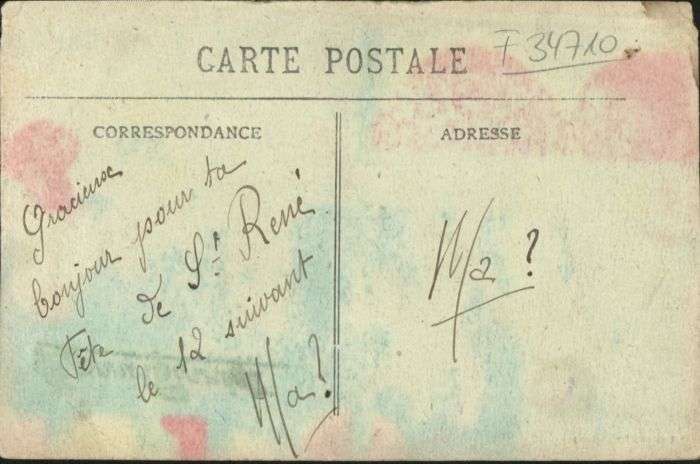 CARTE POSTALE
T 34710
CORRESPONDANCE
ADRESSE
Gracieuse
bonjour pour ta
Fête de St René
le 12 suivant
Ma?
Ma?